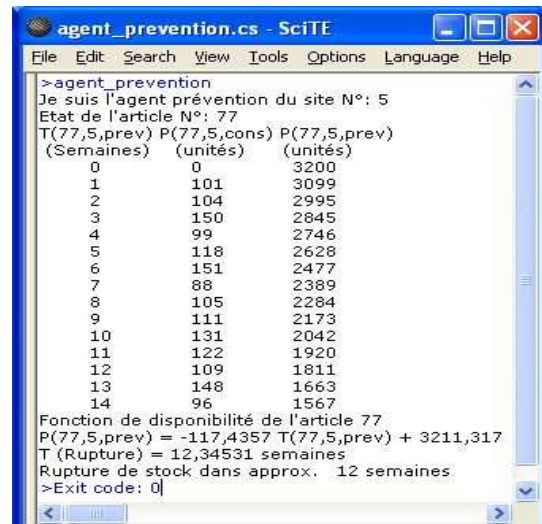 agent_prevention.cs - SciTE
File Edit Search View Tools Options Language Help
>agent_prevention
Je suis l'agent prévention du site N°: 5
Etat de l'article N°: 77
T(77,5,prev) P(77,5,cons) P(77,5,prev)
(Semaines) (unités) (unités)
0 0 3200
1 101 3099
2 104 2995
3 150 2845
4 99 2746
5 118 2628
6 151 2477
7 88 2389
8 105 2284
9 111 2173
10 131 2042
11 122 1920
12 109 1811
13 148 1663
14 96 1567
Fonction de disponibilité de l'article 77
P(77,5,prev) = -117,4357 T(77,5,prev) + 3211,317
T (Rupture) = 12,34531 semaines
Rupture de stock dans approx. 12 semaines
>Exit code: 0